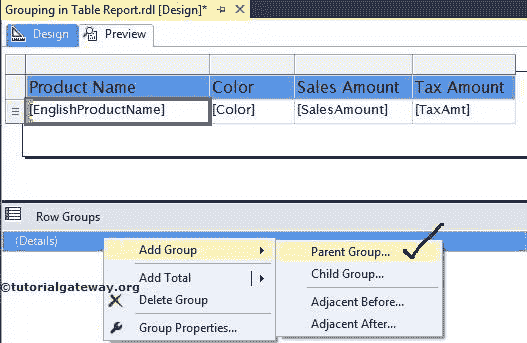 Grouping in Table Report.rdl [Design]*
Design Preview
Product Name Color Sales Amount Tax Amount
[EnglishProductName] [Color] [SalesAmount] [TaxAmt]
Row Groups
(Details)
Add Group
Add Total
Delete Group
Group Properties...
Parent Group...
Child Group...
Adjacent Before...
Adjacent After...
©tutorialgateway.org